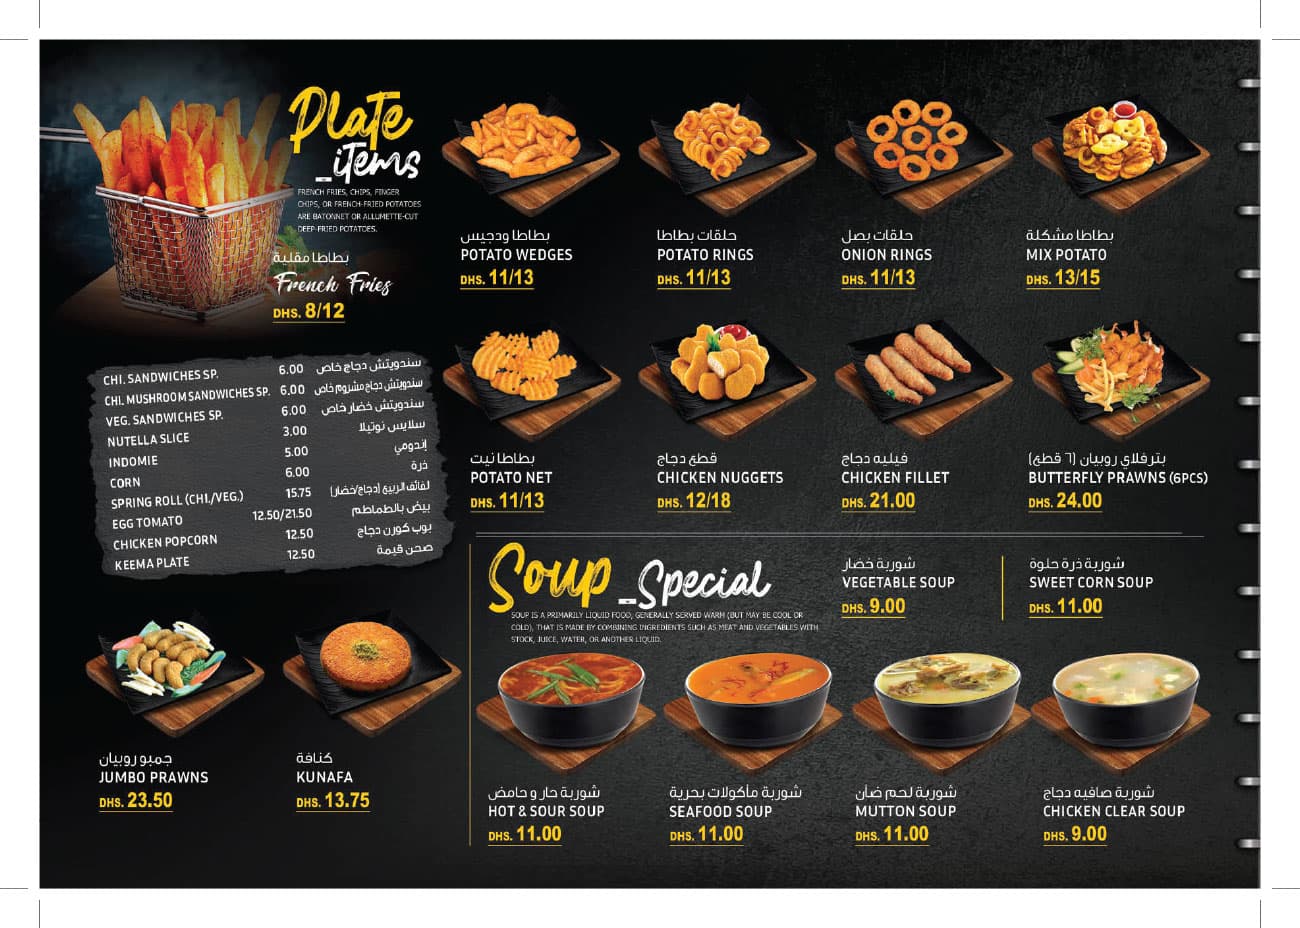 Plate
items
FRENCH FRIES, CHIPS, FINGER
CHIPS, OR FRENCH-FRIED POTATOES
ARE BATONNET OR ALLUMETTE-CUT
DEEP-FRIED POTATOES.
بطاطا مقلية
French Fries
DHS. 8/12
بطاطا ودجيس
POTATO WEDGES
DHS. 11/13
حلقات بطاطا
POTATO RINGS
DHS. 11/13
حلقات بصل
ONION RINGS
DHS. 11/13
بطاطا مشكلة
MIX POTATO
DHS. 13/15
CHI. SANDWICHES SP. 6.00 سندويتش دجاج خاص
CHI. MUSHROOM SANDWICHES SP. 6.00 سندويتش دجاج مشروم خاص
VEG. SANDWICHES SP. 6.00 سندويتش خضار خاص
NUTELLA SLICE 3.00 سلايس نوتيلا
INDOMIE 5.00 إندومي
CORN 6.00 ذرة
SPRING ROLL (CHI./VEG.) 15.75 لفائف الربيع (دجاج/خضار)
EGG TOMATO 12.50/21.50 بيض بالطماطم
CHICKEN POPCORN 12.50 بوب كورن دجاج
KEEMA PLATE 12.50 صحن قيمة
بطاطا نيت
POTATO NET
DHS. 11/13
قطع دجاج
CHICKEN NUGGETS
DHS. 12/18
فيليه دجاج
CHICKEN FILLET
DHS. 21.00
بترفلاي روبيان (٦ قطع)
BUTTERFLY PRAWNS (6PCS)
DHS. 24.00
جمبو روبيان
JUMBO PRAWNS
DHS. 23.50
كنافة
KUNAFA
DHS. 13.75
Soup Special
SOUP IS A PRIMARILY LIQUID FOOD, GENERALLY SERVED WARM (BUT MAY BE COOL OR
COLD), THAT IS MADE BY COMBINING INGREDIENTS SUCH AS MEAT AND VEGETABLES WITH
STOCK, JUICE, WATER, OR ANOTHER LIQUID.
شوربة خضار
VEGETABLE SOUP
DHS. 9.00
شوربة ذرة حلوة
SWEET CORN SOUP
DHS. 11.00
شوربة حار و حامض
HOT & SOUR SOUP
DHS. 11.00
شوربة مأكولات بحرية
SEAFOOD SOUP
DHS. 11.00
شوربة لحم ضان
MUTTON SOUP
DHS. 11.00
شوربة صافيه دجاج
CHICKEN CLEAR SOUP
DHS. 9.00